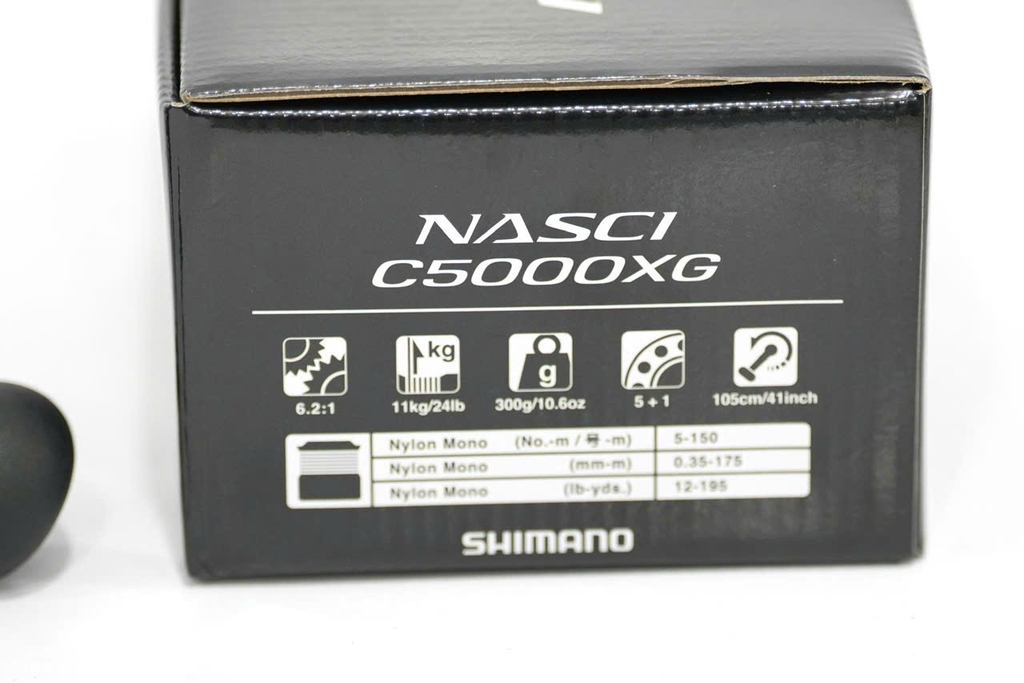 NASCI
C5000XG
kg
g
6.2:1 11kg/24lb 300g/10.6oz 5+1 105cm/41inch
Nylon Mono (No.-m / 号 -m) 5-150
Nylon Mono (mm-m) 0.35-175
Nylon Mono (lb-yds.) 12-195
SHIMANO